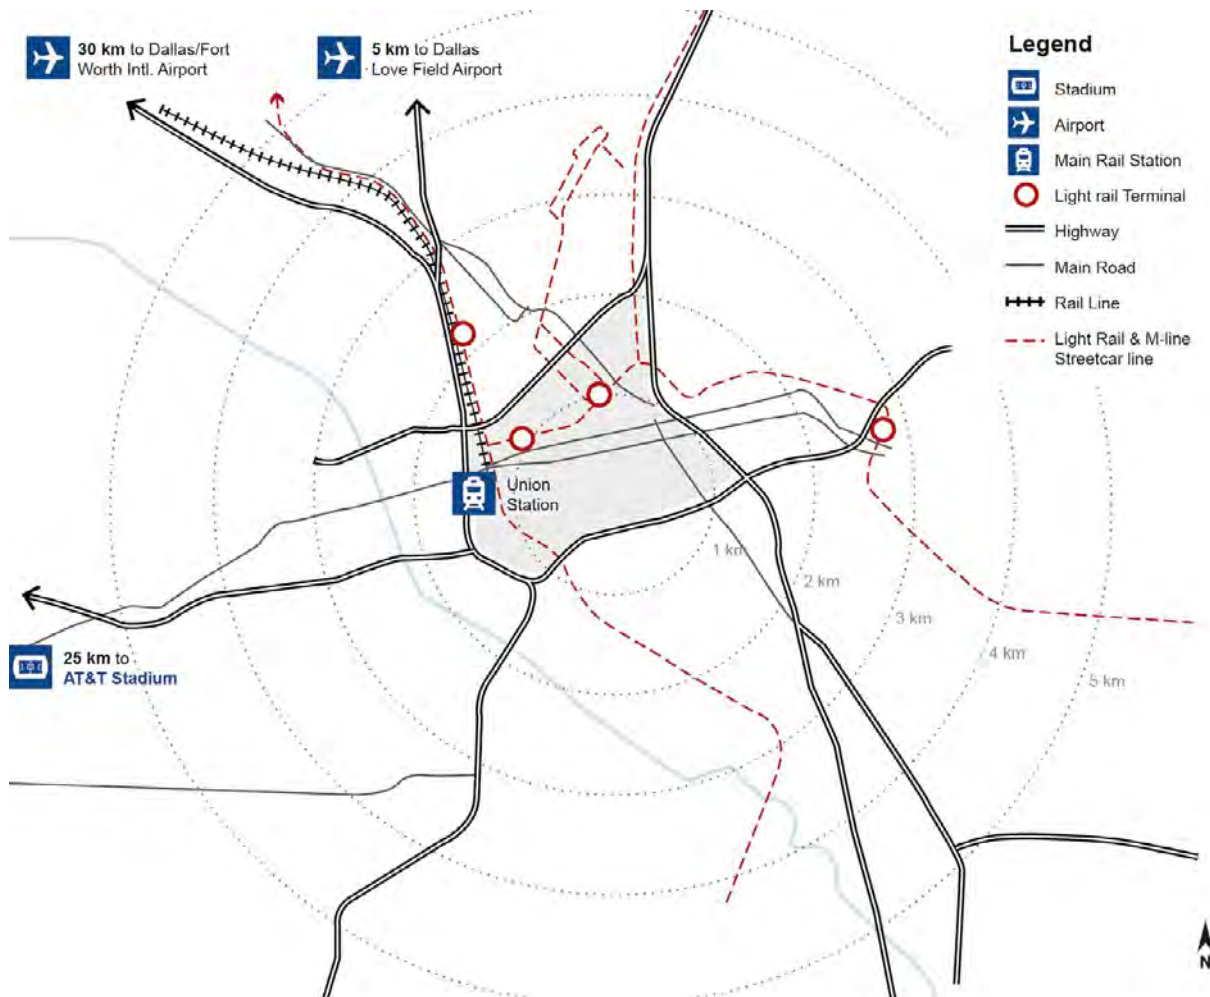 30 km to Dallas/Fort
Worth Intl. Airport
5 km to Dallas
Love Field Airport
Legend
Stadium
Airport
Main Rail Station
Light rail Terminal
Highway
Main Road
Rail Line
Light Rail & M-line
Streetcar line
Union
Station
1 km
2 km
3 km
4 km
5 km
25 km to
AT&T Stadium
N